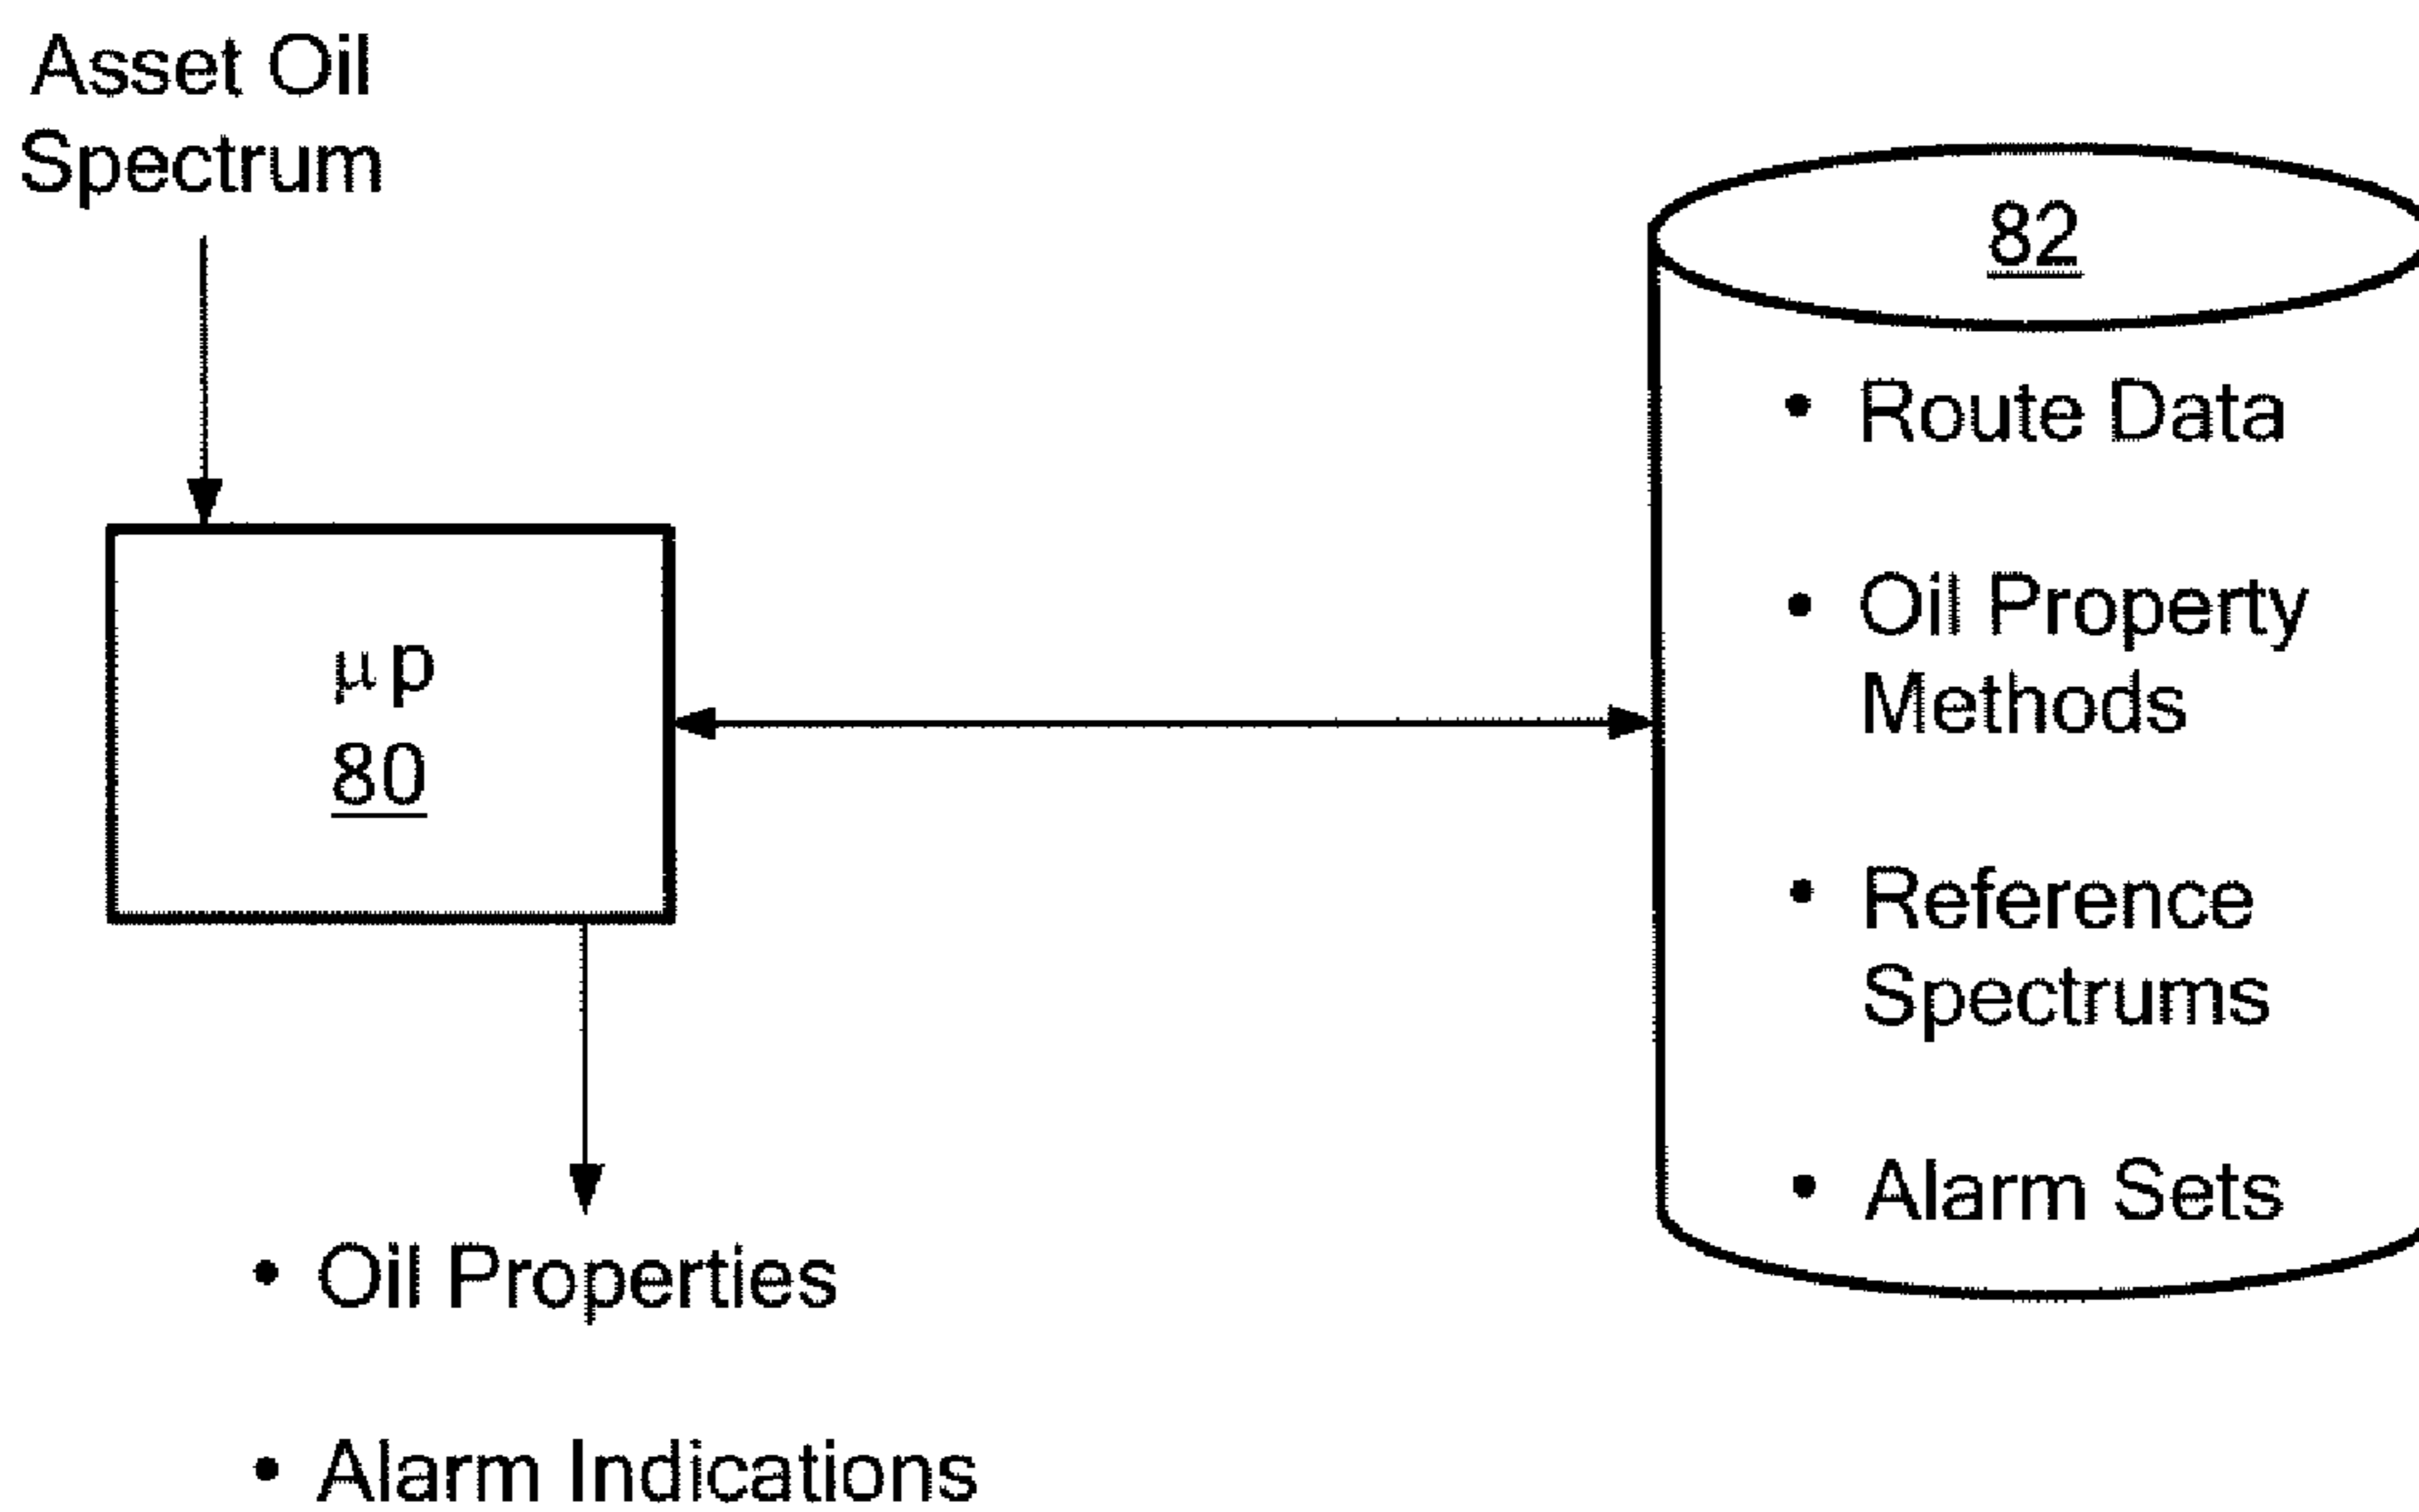 Asset Oil
Spectrum
82
• Route Data
• Oil Property
Methods
• Reference
Spectrums
• Alarm Sets
μp
80
• Oil Properties
• Alarm Indications